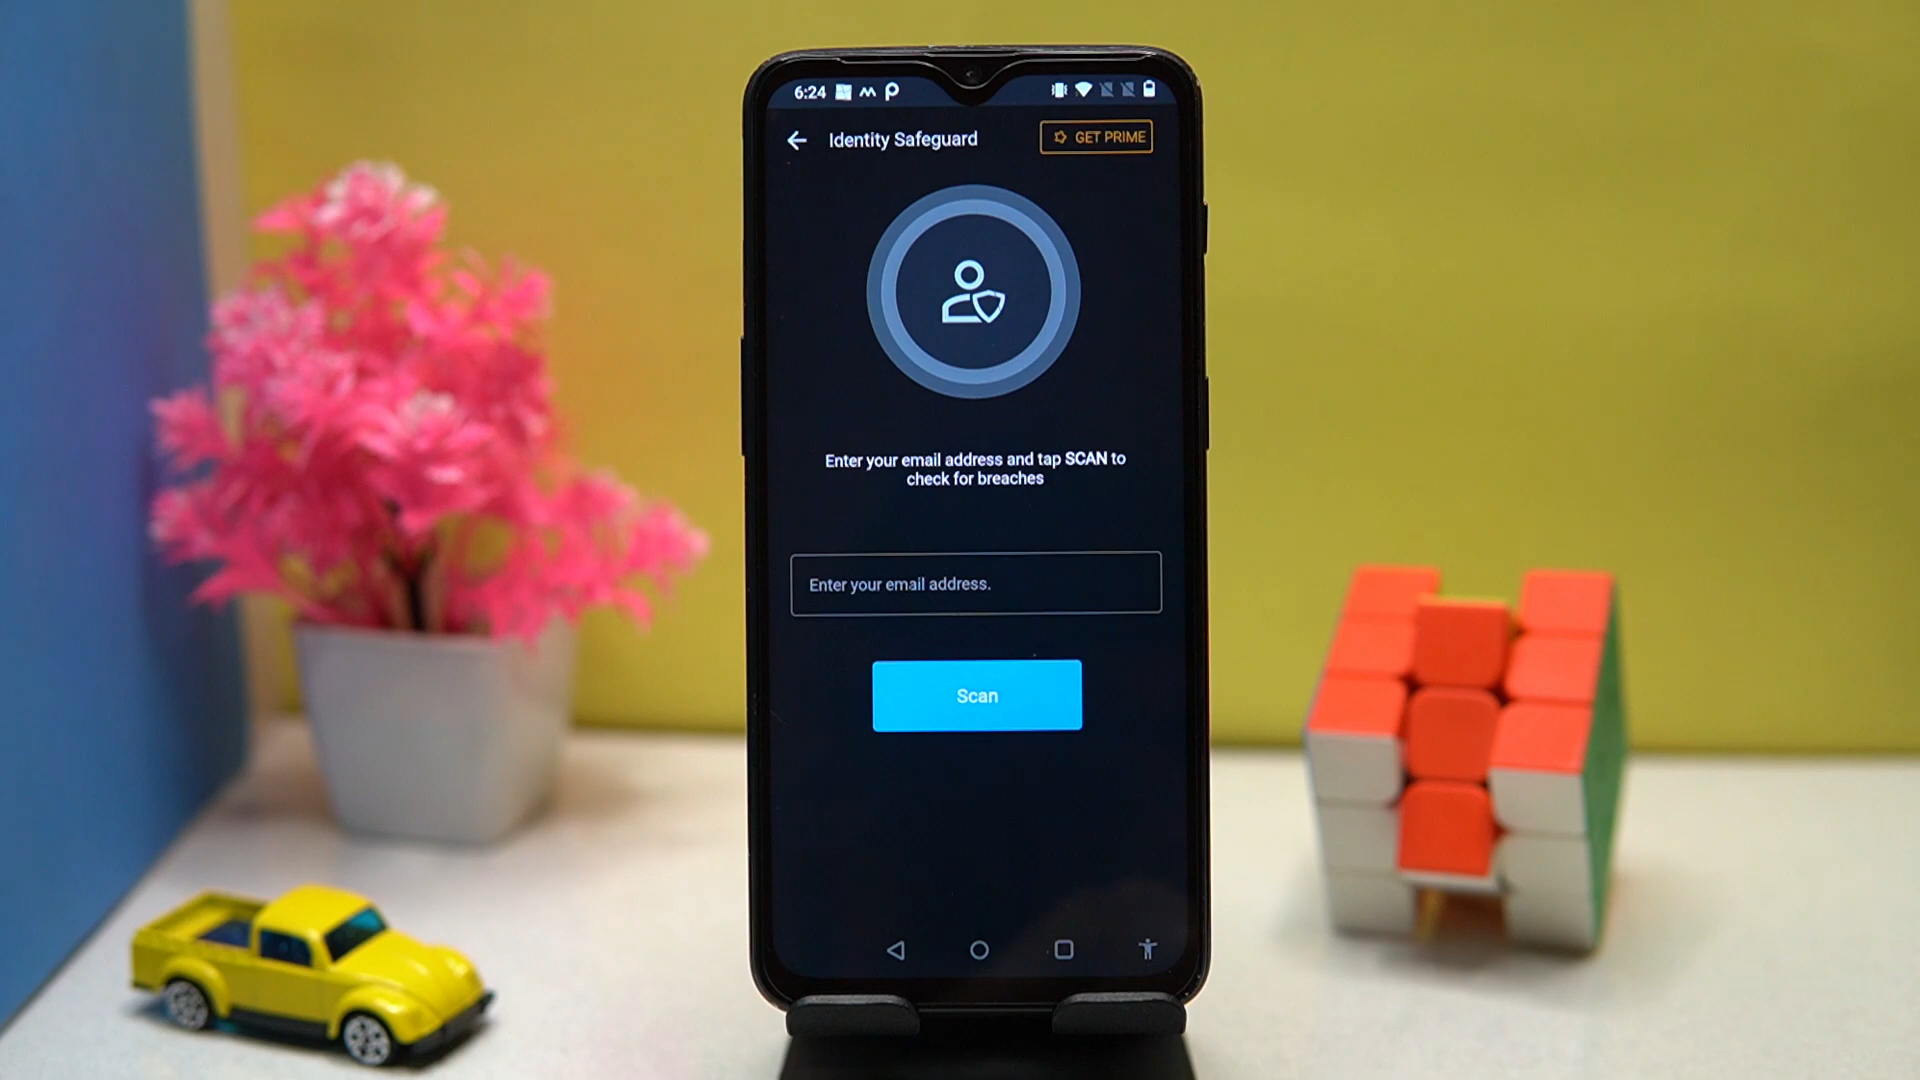 6:24
Identity Safeguard
GET PRIME
Enter your email address and tap SCAN to
check for breaches
Enter your email address.
Scan